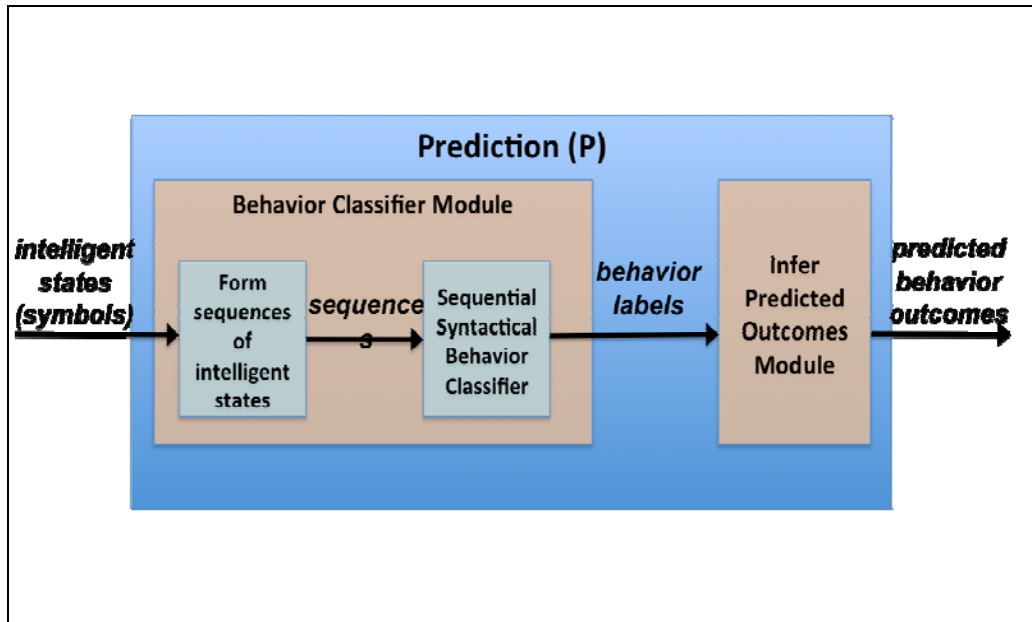 Prediction (P)
Behavior Classifier Module
intelligent
states
(symbols)
Form
sequences
of
intelligent
states
sequence
s
Sequential
Syntactical
Behavior
Classifier
behavior
labels
Infer
Predicted
Outcomes
Module
predicted
behavior
outcomes